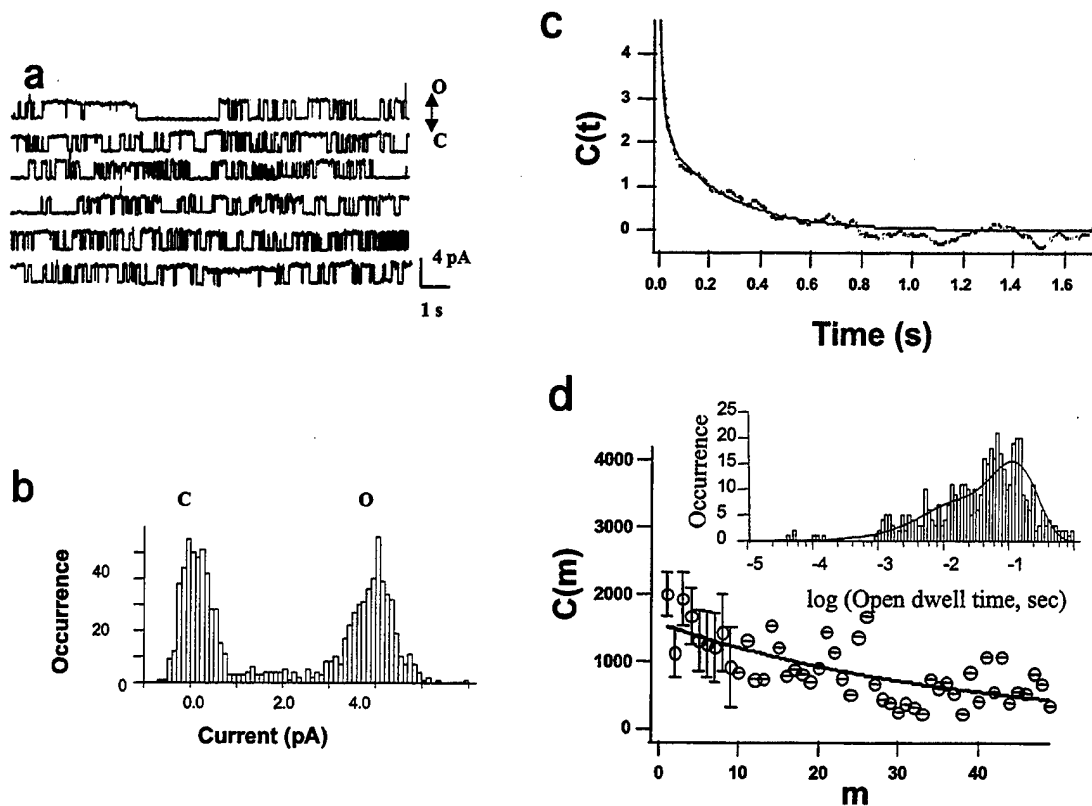 a
O
C
4 pA
1 s
b
C
O
Occurrence
40
20
0
0.0 2.0 4.0
Current (pA)
c
C(t)
4
3
2
1
0
0.0 0.2 0.4 0.6 0.8 1.0 1.2 1.4 1.6
Time (s)
d
Occurrence
25
20
15
10
5
0
-5 -4 -3 -2 -1
log (Open dwell time, sec)
C(m)
4000
3000
2000
1000
0
0 10 20 30 40
m